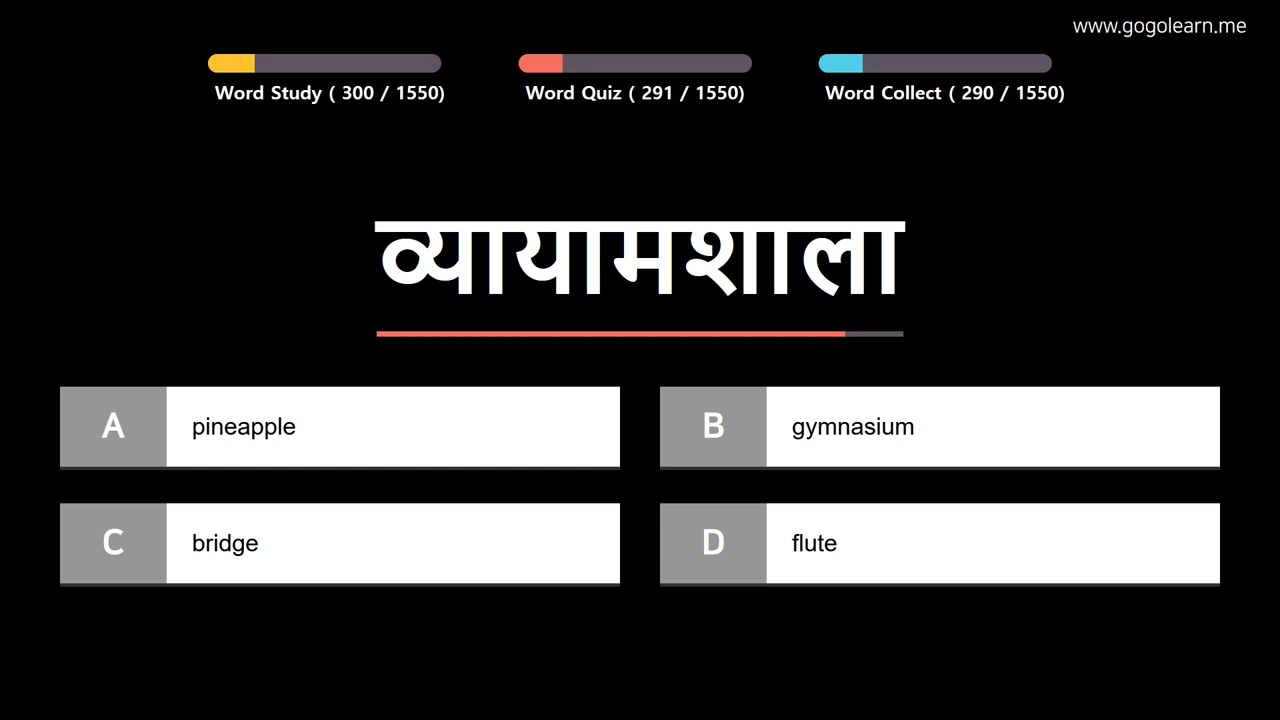 www.gogolearn.me
Word Study ( 300 / 1550)
Word Quiz ( 291 / 1550)
Word Collect ( 290 / 1550)
व्यायामशाला
A pineapple
B gymnasium
C bridge
D flute